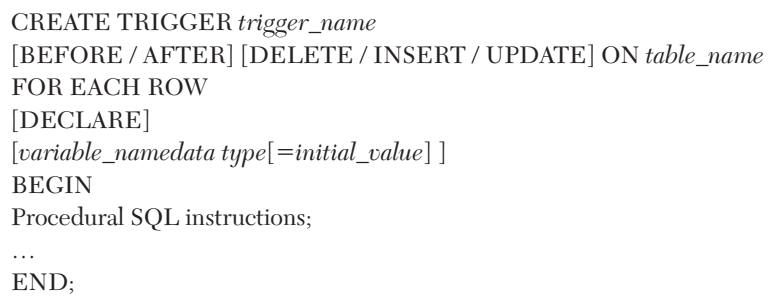 CREATE TRIGGER trigger_name
[BEFORE / AFTER] [DELETE / INSERT / UPDATE] ON table_name
FOR EACH ROW
[DECLARE]
[variable_namedata type[=initial_value] ]
BEGIN
Procedural SQL instructions;
…
END;